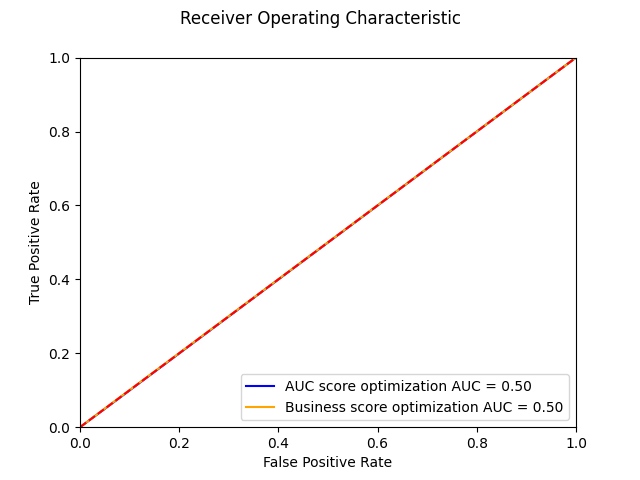 Receiver Operating Characteristic
1.0
0.8
0.6
0.4
0.2
0.0
True Positive Rate
AUC score optimization AUC = 0.50
Business score optimization AUC = 0.50
0.0 0.2 0.4 0.6 0.8 1.0
False Positive Rate